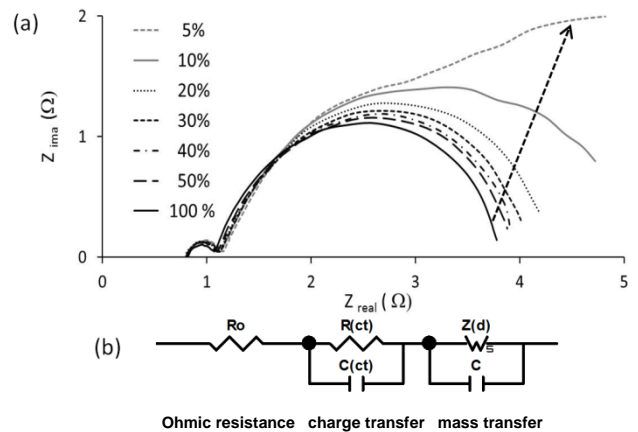 (a)
2
1
0
Z ima (Ω)
5%
10%
20%
30%
40%
50%
100 %
0 1 2 3 4 5
Z real (Ω)
(b)
Ro R(ct) Z(d)
s
C(ct) C
Ohmic resistance charge transfer mass transfer